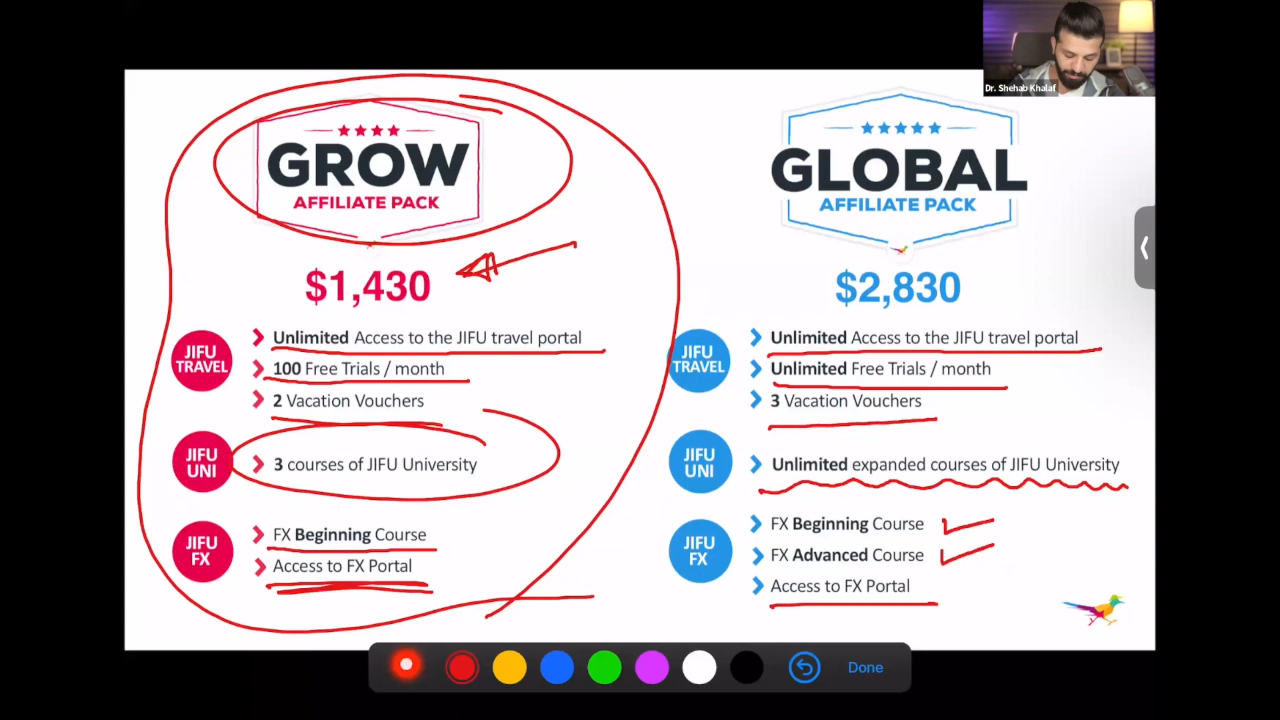 Dr. Shehab Khalaf
GROW
AFFILIATE PACK
$1,430
JIFU
TRAVEL
Unlimited Access to the JIFU travel portal
100 Free Trials / month
2 Vacation Vouchers
JIFU
UNI
3 courses of JIFU University
JIFU
FX
FX Beginning Course
Access to FX Portal
GLOBAL
AFFILIATE PACK
$2,830
JIFU
TRAVEL
Unlimited Access to the JIFU travel portal
Unlimited Free Trials / month
3 Vacation Vouchers
JIFU
UNI
Unlimited expanded courses of JIFU University
JIFU
FX
FX Beginning Course
FX Advanced Course
Access to FX Portal
Done